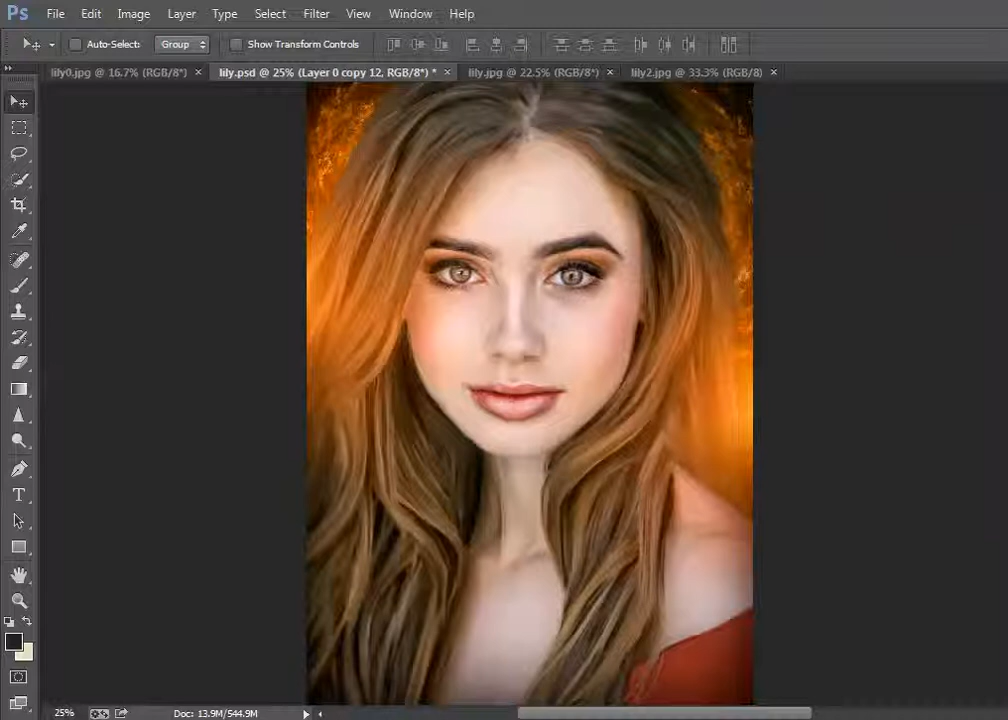 Ps File Edit Image Layer Type Select Filter View Window Help
Auto-Select: Group Show Transform Controls
lily0.jpg @ 16.7% (RGB/8*) × lily.psd @ 25% (Layer 0 copy 12, RGB/8*) * × lily.jpg @ 22.5% (RGB/8*) × lily2.jpg @ 33.3% (RGB/8) ×
T
25% Doc: 13.9M/544.9M